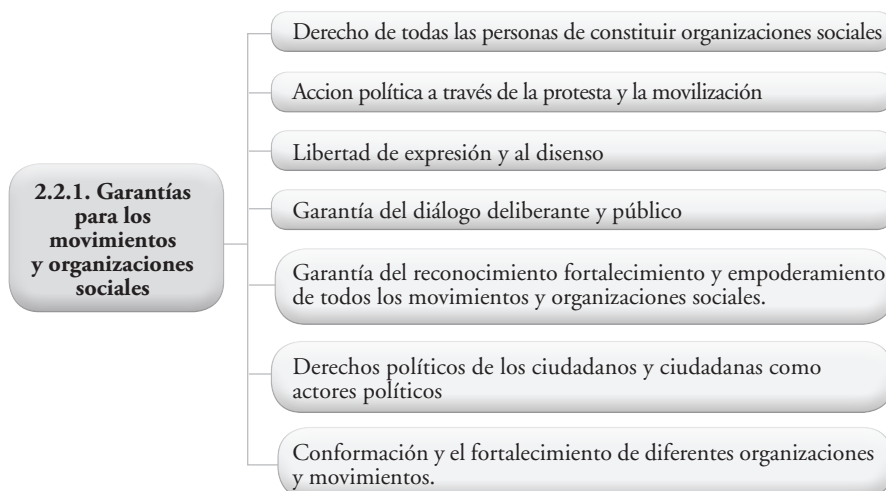 2.2.1. Garantías
para los
movimientos
y organizaciones
sociales
Derecho de todas las personas de constituir organizaciones sociales
Accion política a través de la protesta y la movilización
Libertad de expresión y al disenso
Garantía del diálogo deliberante y público
Garantía del reconocimiento fortalecimiento y empoderamiento
de todos los movimientos y organizaciones sociales.
Derechos políticos de los ciudadanos y ciudadanas como
actores políticos
Conformación y el fortalecimiento de diferentes organizaciones
y movimientos.